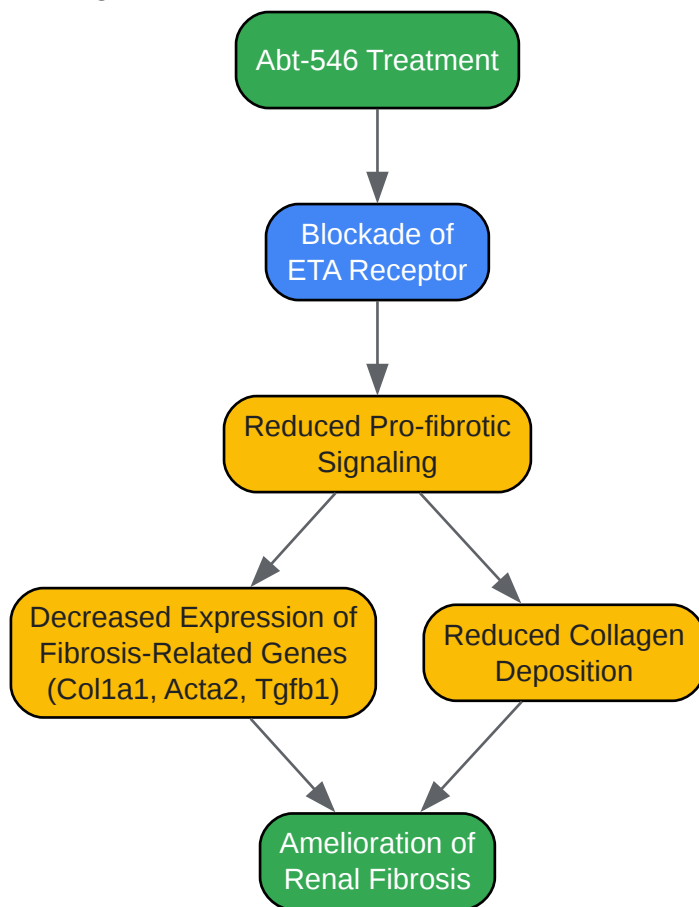 Abt-546 Treatment
Blockade of
ETA Receptor
Reduced Pro-fibrotic
Signaling
Decreased Expression of
Fibrosis-Related Genes
(Col1a1, Acta2, Tgfb1)
Reduced Collagen
Deposition
Amelioration of
Renal Fibrosis